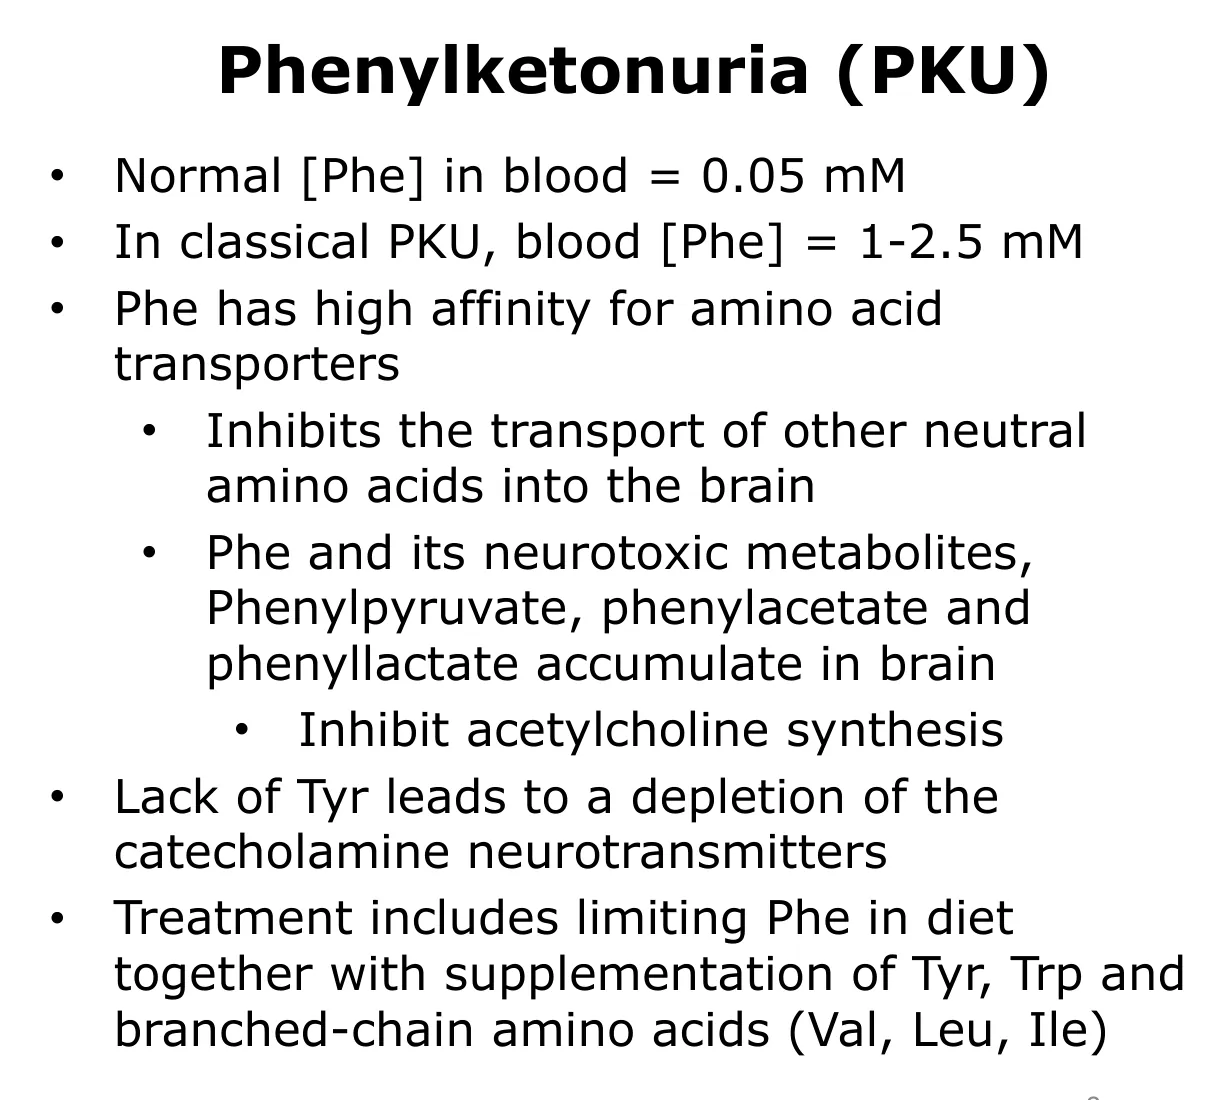 Phenylketonuria (PKU)
• Normal [Phe] in blood = 0.05 mM
• In classical PKU, blood [Phe] = 1-2.5 mM
• Phe has high affinity for amino acid
transporters
• Inhibits the transport of other neutral
amino acids into the brain
• Phe and its neurotoxic metabolites,
Phenylpyruvate, phenylacetate and
phenyllactate accumulate in brain
• Inhibit acetylcholine synthesis
• Lack of Tyr leads to a depletion of the
catecholamine neurotransmitters
• Treatment includes limiting Phe in diet
together with supplementation of Tyr, Trp and
branched-chain amino acids (Val, Leu, Ile)